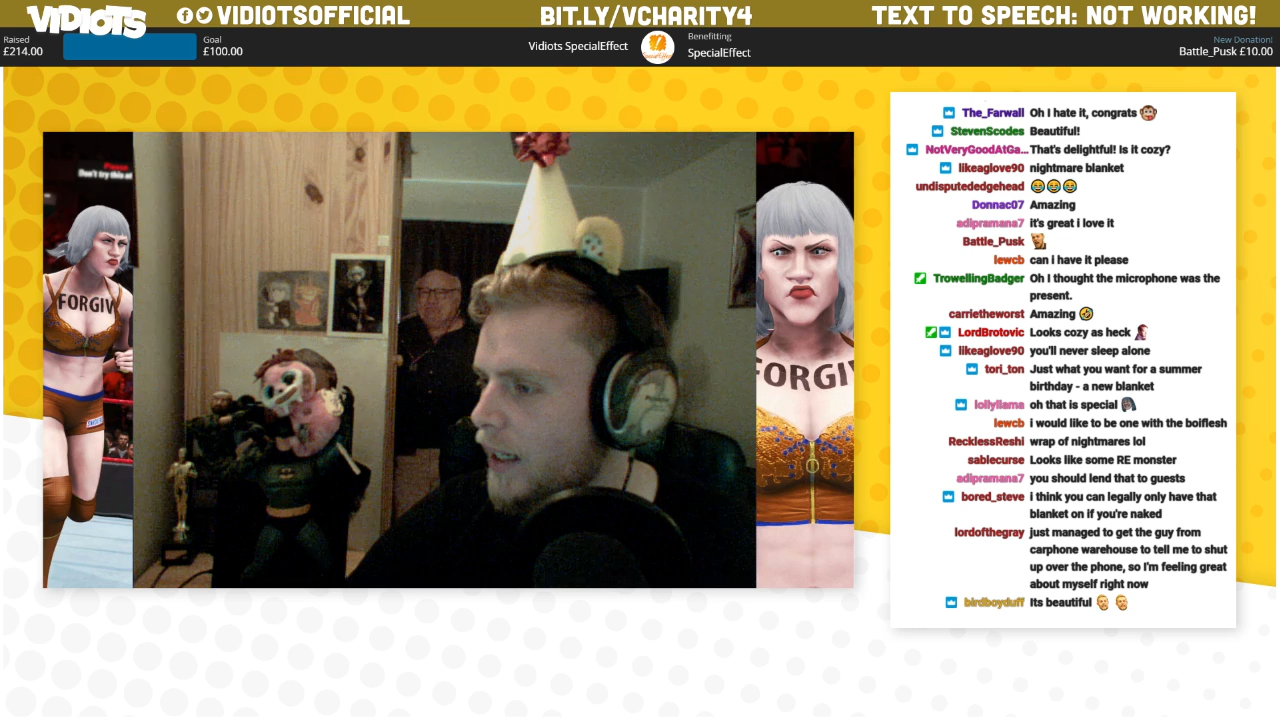 VIDIOTS
VIDIOTSOFFICIAL
BIT.LY/VCHARITY4
TEXT TO SPEECH: NOT WORKING!
Raised
£214.00
Goal
£100.00
Vidiots SpecialEffect
Benefitting
SpecialEffect
New Donation!
Battle_Pusk £10.00
The_Farwall Oh I hate it, congrats
StevenScodes Beautiful!
NotVeryGoodAtGa... That's delightful! Is it cozy?
likeaglove90 nightmare blanket
undisputededgehead
Donnac07 Amazing
adipramana7 it's great i love it
Battle_Pusk
lewcb can i have it please
TrowellingBadger Oh I thought the microphone was the
present.
carrietheworst Amazing
LordBrotovic Looks cozy as heck
likeaglove90 you'll never sleep alone
tori_ton Just what you want for a summer
birthday - a new blanket
lollyllama oh that is special
lewcb i would like to be one with the boiflesh
RecklessReshi wrap of nightmares lol
sablecurse Looks like some RE monster
adipramana7 you should lend that to guests
bored_steve i think you can legally only have that
blanket on if you're naked
lordofthegray just managed to get the guy from
carphone warehouse to tell me to shut
up over the phone, so I'm feeling great
about myself right now
birdboyduff Its beautiful
FORGIV
FORGIV